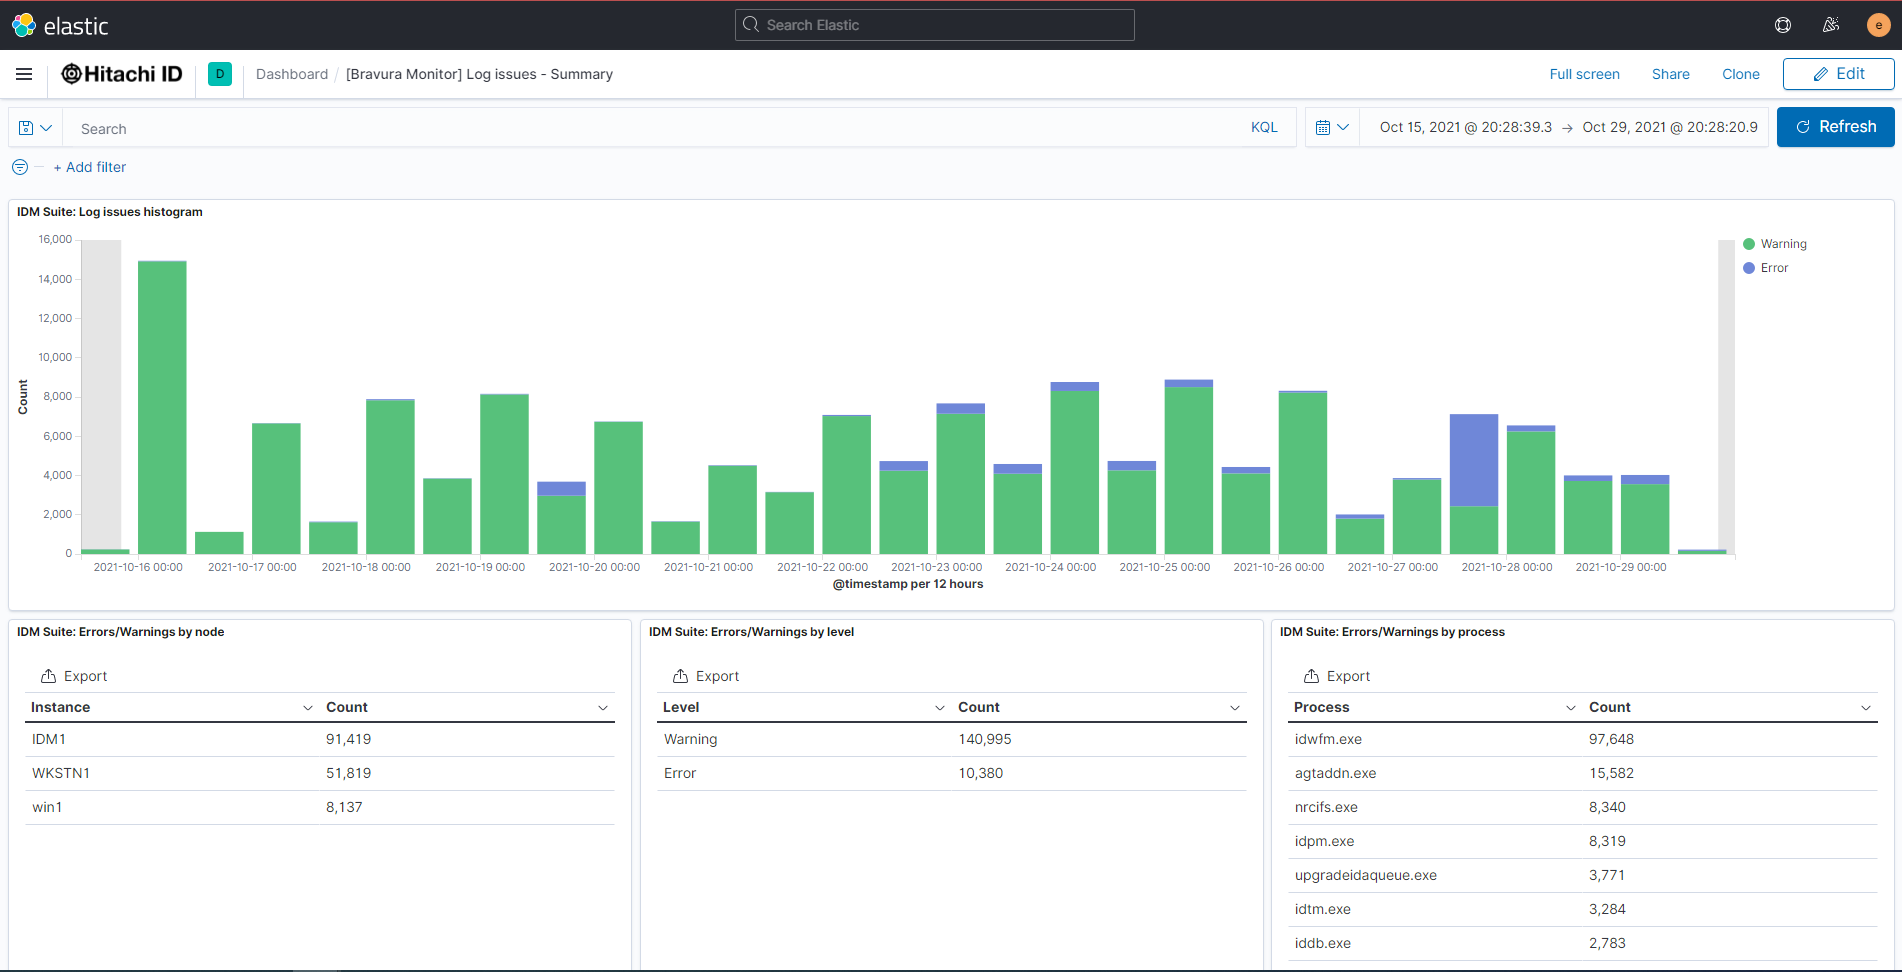 elastic
Search Elastic
e
Hitachi ID
D
Dashboard / [Bravura Monitor] Log issues - Summary
Full screen
Share
Clone
Edit
Search
KQL
Oct 15, 2021 @ 20:28:39.3 → Oct 29, 2021 @ 20:28:20.9
Refresh
+ Add filter
IDM Suite: Log issues histogram
16,000
14,000
12,000
10,000
8,000
6,000
4,000
2,000
0
Count
Warning
Error
2021-10-16 00:00 2021-10-17 00:00 2021-10-18 00:00 2021-10-19 00:00 2021-10-20 00:00 2021-10-21 00:00 2021-10-22 00:00 2021-10-23 00:00 2021-10-24 00:00 2021-10-25 00:00 2021-10-26 00:00 2021-10-27 00:00 2021-10-28 00:00 2021-10-29 00:00
@timestamp per 12 hours
IDM Suite: Errors/Warnings by node
Export
Instance Count
IDM1 91,419
WKSTN1 51,819
win1 8,137
IDM Suite: Errors/Warnings by level
Export
Level Count
Warning 140,995
Error 10,380
IDM Suite: Errors/Warnings by process
Export
Process Count
idwfm.exe 97,648
agtaddn.exe 15,582
nrcifs.exe 8,340
idpm.exe 8,319
upgradeidaqueue.exe 3,771
idtm.exe 3,284
iddb.exe 2,783